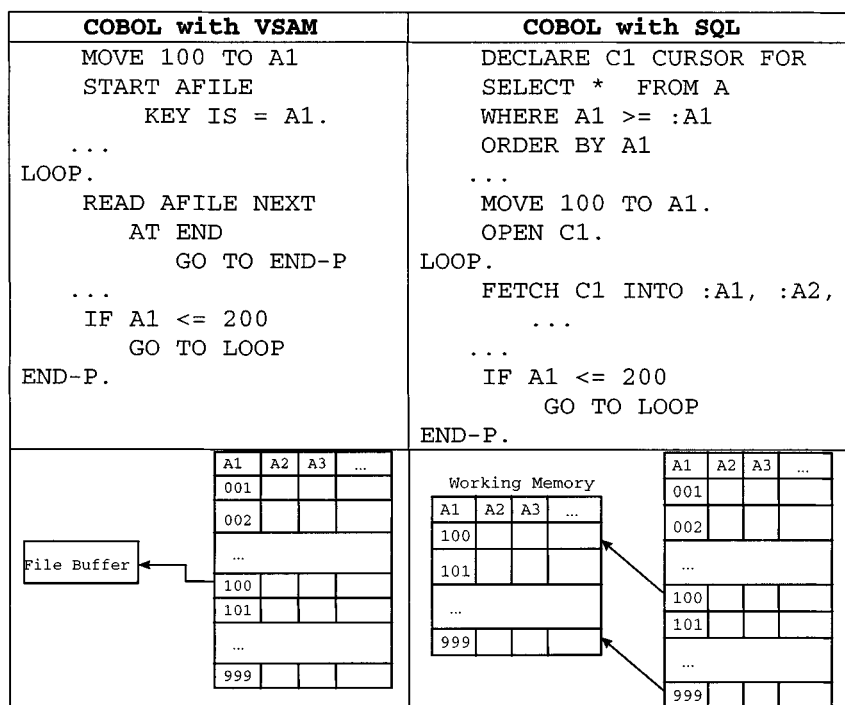 COBOL with VSAM
MOVE 100 TO A1
START AFILE
KEY IS = A1.
...
LOOP.
READ AFILE NEXT
AT END
GO TO END-P
...
IF A1 <= 200
GO TO LOOP
END-P.
COBOL with SQL
DECLARE C1 CURSOR FOR
SELECT * FROM A
WHERE A1 >= :A1
ORDER BY A1
...
MOVE 100 TO A1.
OPEN C1.
LOOP.
FETCH C1 INTO :A1, :A2,
...
...
IF A1 <= 200
GO TO LOOP
END-P.
File Buffer
A1 A2 A3 ...
001
002
...
100
101
...
999
Working Memory
A1 A2 A3 ...
100
101
...
999
A1 A2 A3 ...
001
002
...
100
101
...
999